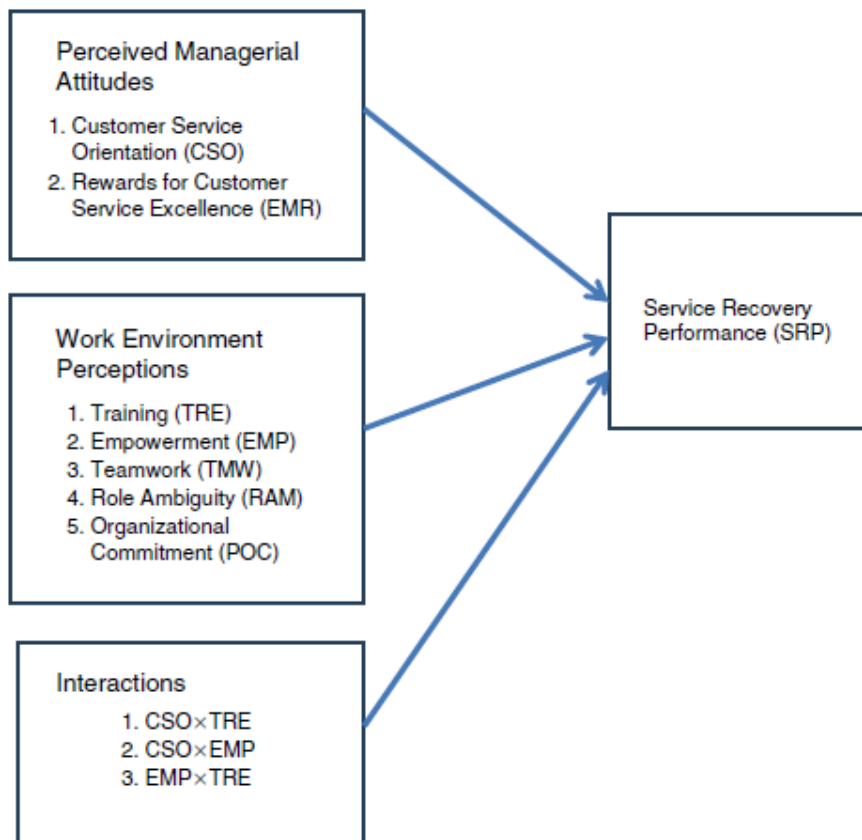 Perceived Managerial
Attitudes
1. Customer Service
Orientation (CSO)
2. Rewards for Customer
Service Excellence (EMR)
Work Environment
Perceptions
1. Training (TRE)
2. Empowerment (EMP)
3. Teamwork (TMW)
4. Role Ambiguity (RAM)
5. Organizational
Commitment (POC)
Interactions
1. CSO×TRE
2. CSO×EMP
3. EMP×TRE
Service Recovery
Performance (SRP)